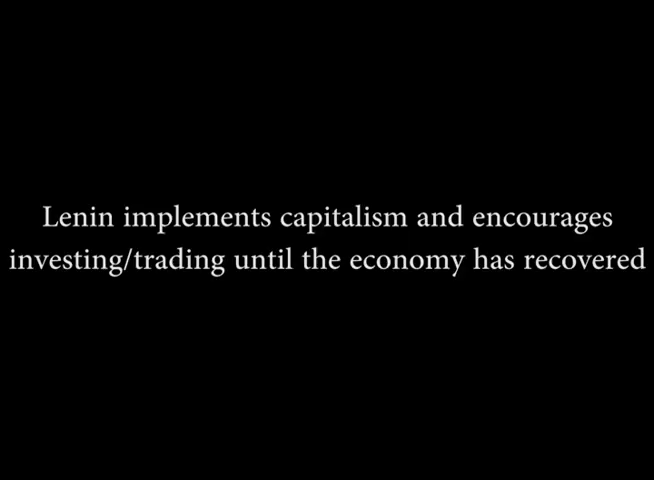 Lenin implements capitalism and encourages
investing/trading until the economy has recovered